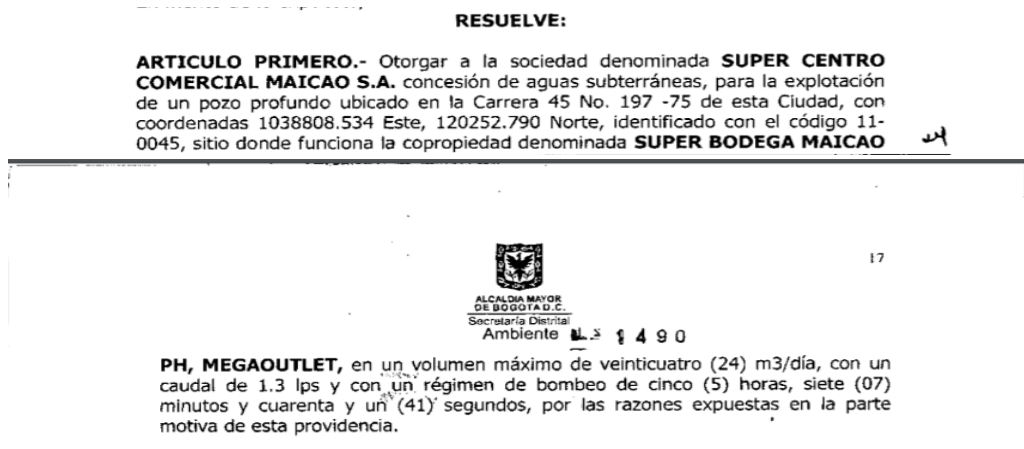 RESUELVE:
ARTICULO PRIMERO.- Otorgar a la sociedad denominada SUPER CENTRO
COMERCIAL MAICAO S.A. concesión de aguas subterráneas, para la explotación
de un pozo profundo ubicado en la Carrera 45 No. 197 -75 de esta Ciudad, con
coordenadas 1038808.534 Este, 120252.790 Norte, identificado con el código 11-
0045, sitio donde funciona la copropiedad denominada SUPER BODEGA MAICAO
17
ALCALDIA MAYOR
DE BOGOTA D.C.
Secretaría Distrital
Ambiente 1490
PH, MEGAOUTLET, en un volumen máximo de veinticuatro (24) m3/día, con un
caudal de 1.3 lps y con un régimen de bombeo de cinco (5) horas, siete (07)
minutos y cuarenta y un (41) segundos, por las razones expuestas en la parte
motiva de esta providencia.